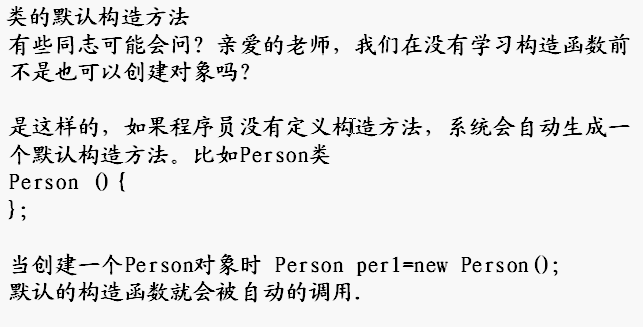 类的默认构造方法
有些同志可能会问？亲爱的老师，我们在没有学习构造函数前
不是也可以创建对象吗？
是这样的，如果程序员没有定义构造方法，系统会自动生成一
个默认构造方法。比如Person类
Person (){
};
当创建一个Person对象时 Person per1=new Person();
默认的构造函数就会被自动的调用.